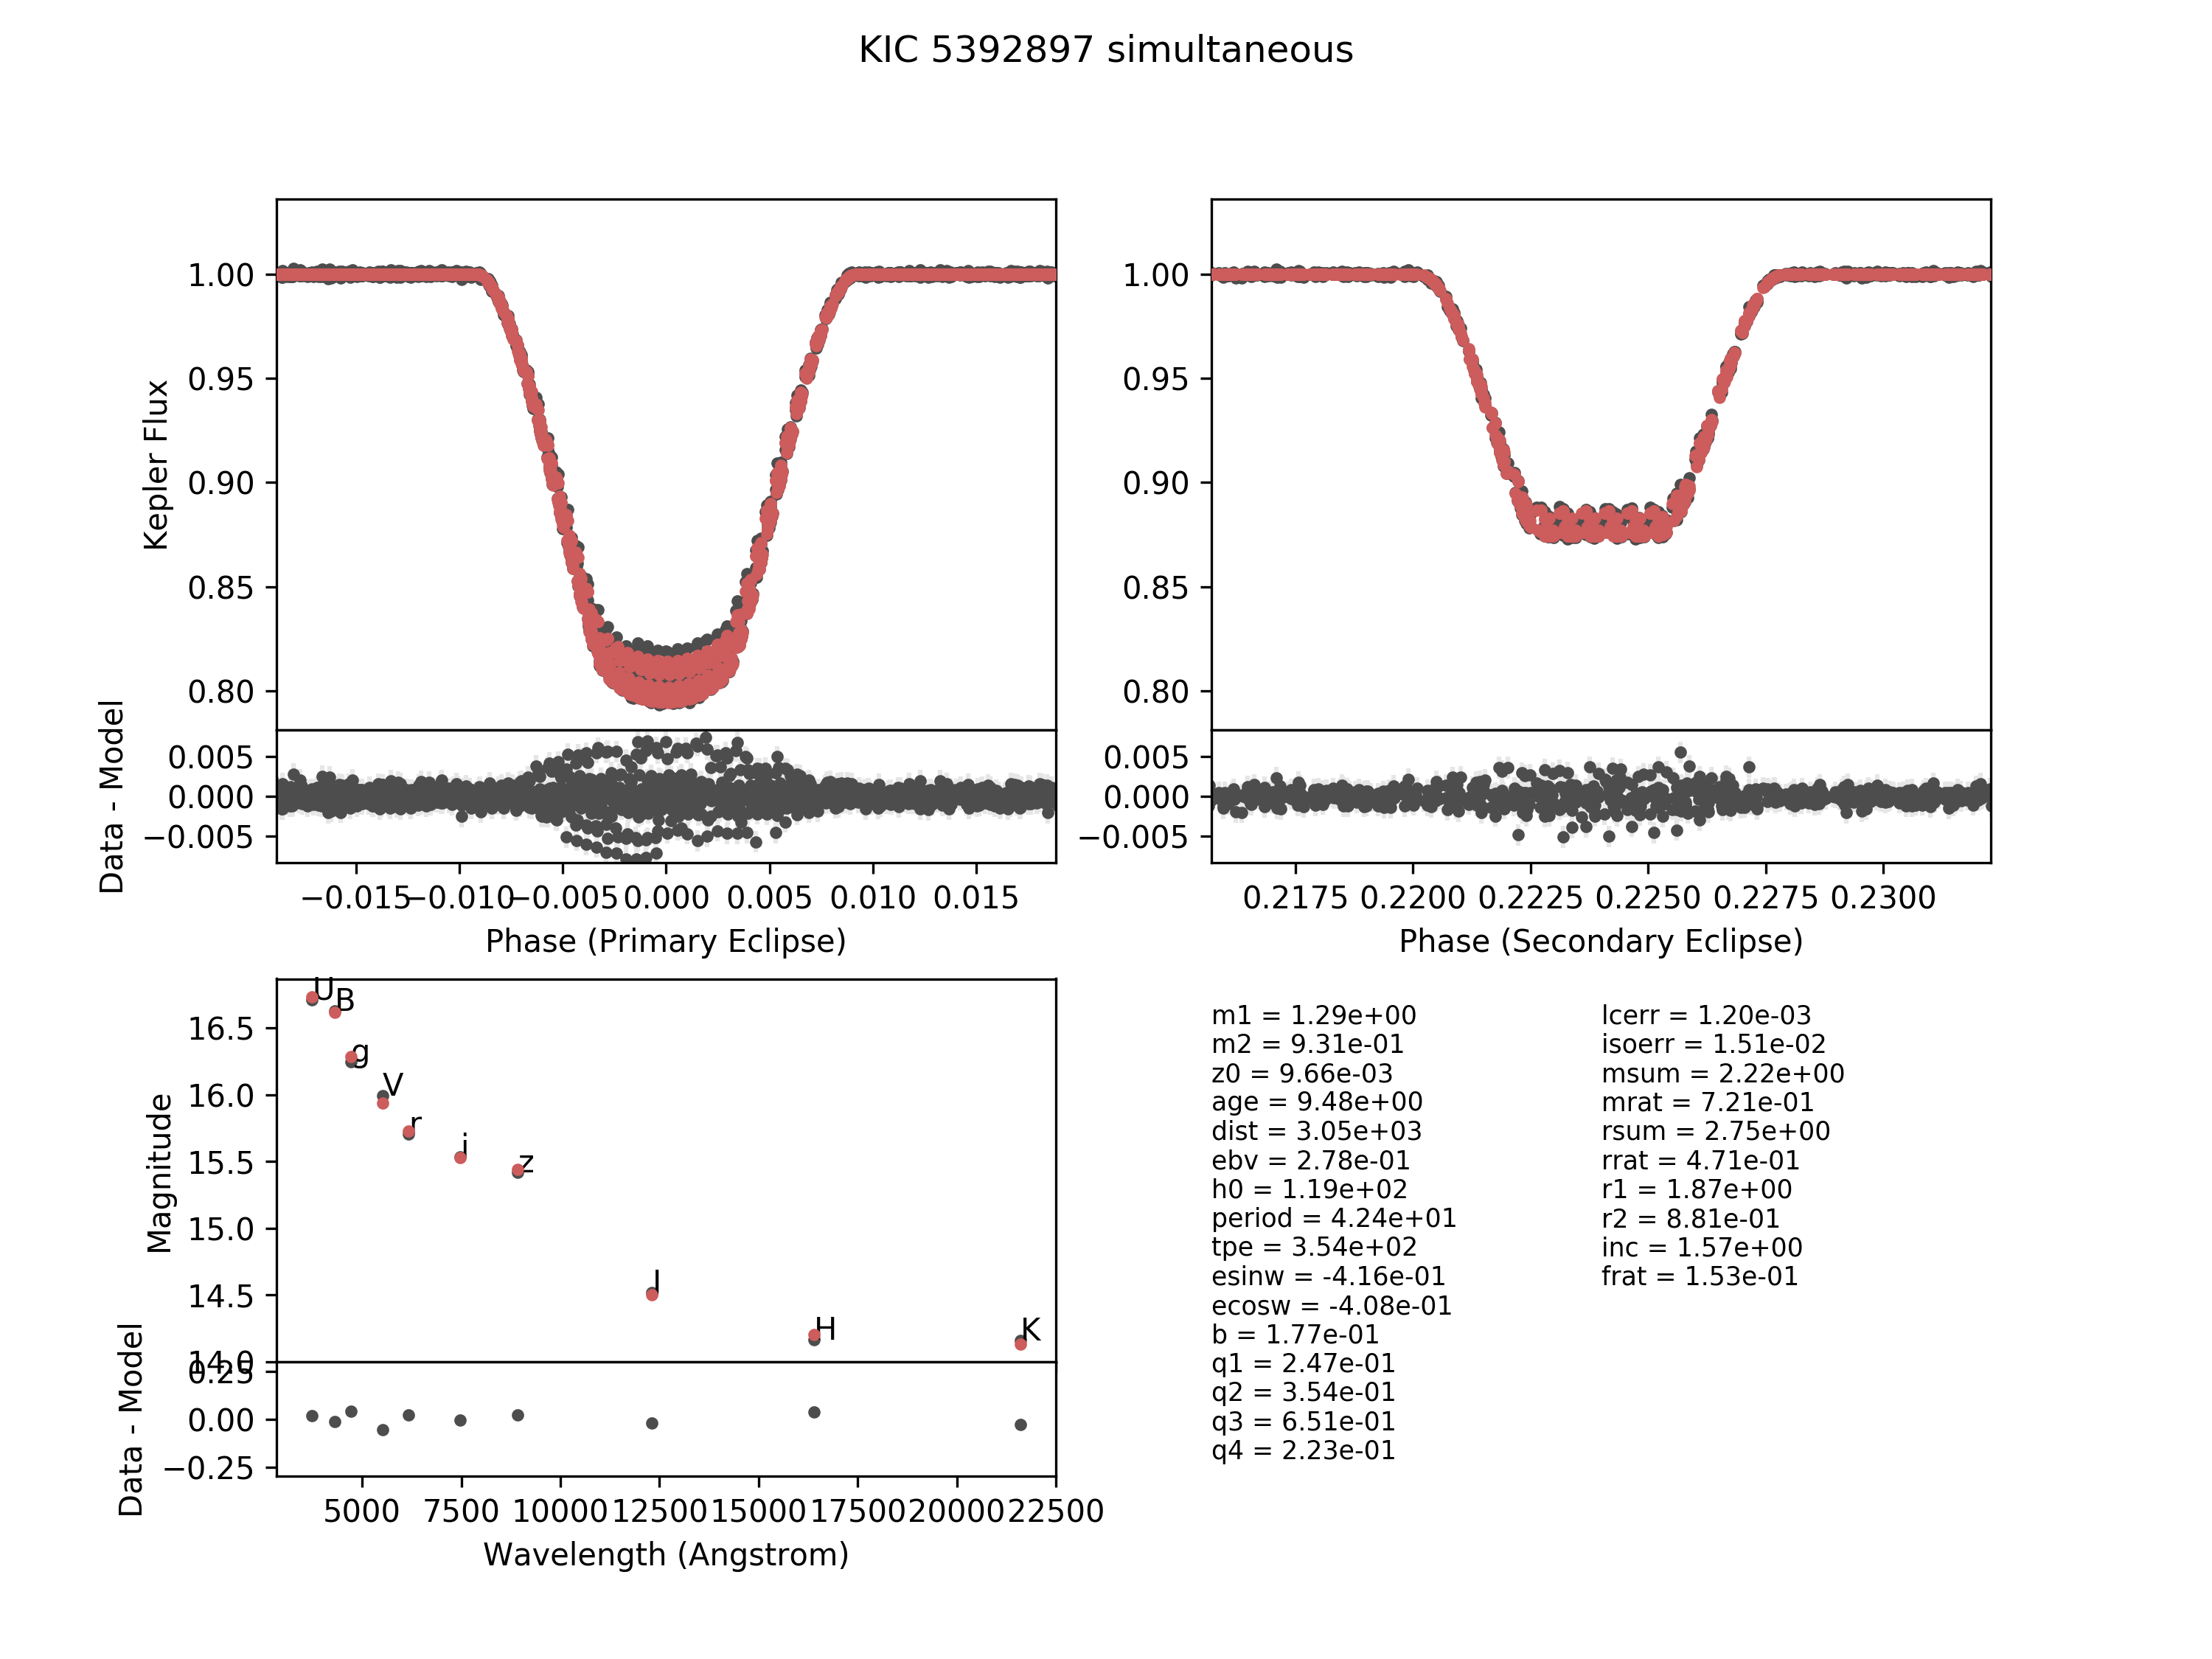 KIC 5392897 simultaneous
Kepler Flux
1.00
0.95
0.90
0.85
0.80
Data - Model
0.005
0.000
−0.005
−0.015 −0.010 −0.005 0.000 0.005 0.010 0.015
Phase (Primary Eclipse)
1.00
0.95
0.90
0.85
0.80
0.005
0.000
−0.005
0.2175 0.2200 0.2225 0.2250 0.2275 0.2300
Phase (Secondary Eclipse)
Magnitude
16.5
16.0
15.5
15.0
14.5
14.0
U
B
g
V
r
i
z
J
H
K
Data - Model
0.25
0.00
−0.25
5000 7500 10000 12500 15000 17500 20000 22500
Wavelength (Angstrom)
m1 = 1.29e+00
m2 = 9.31e-01
z0 = 9.66e-03
age = 9.48e+00
dist = 3.05e+03
ebv = 2.78e-01
h0 = 1.19e+02
period = 4.24e+01
tpe = 3.54e+02
esinw = -4.16e-01
ecosw = -4.08e-01
b = 1.77e-01
q1 = 2.47e-01
q2 = 3.54e-01
q3 = 6.51e-01
q4 = 2.23e-01
lcerr = 1.20e-03
isoerr = 1.51e-02
msum = 2.22e+00
mrat = 7.21e-01
rsum = 2.75e+00
rrat = 4.71e-01
r1 = 1.87e+00
r2 = 8.81e-01
inc = 1.57e+00
frat = 1.53e-01